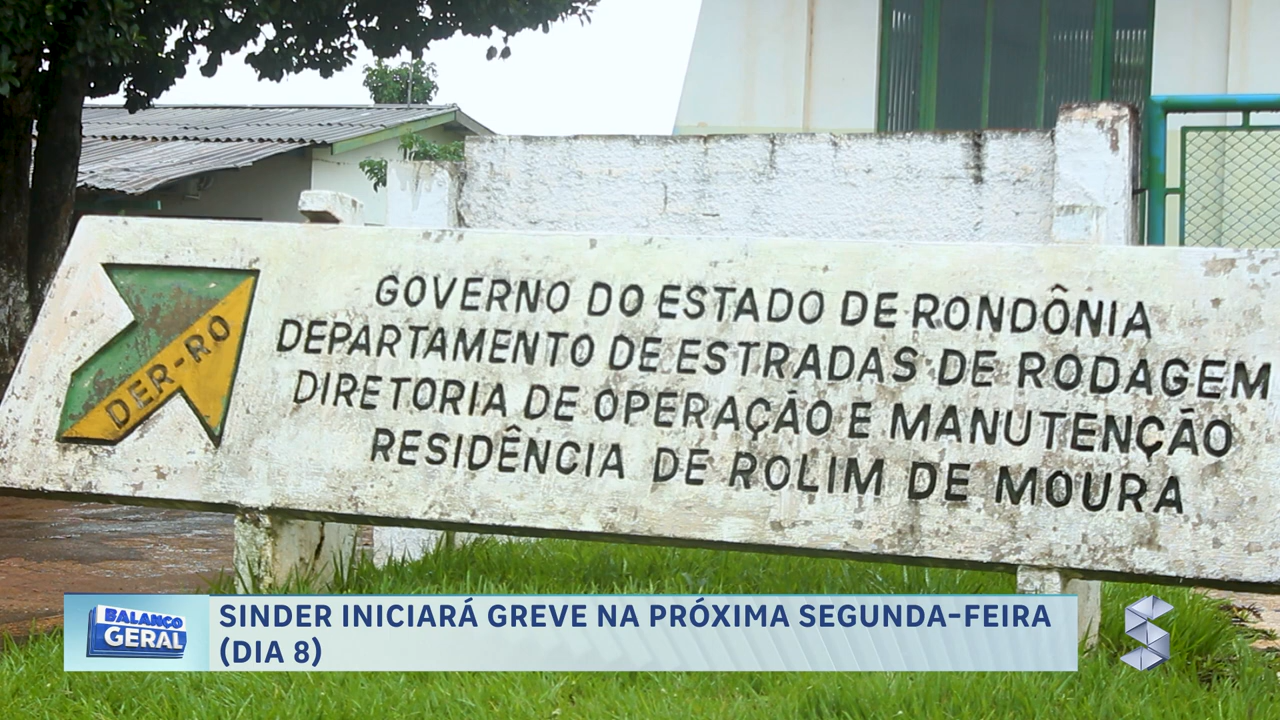 GOVERNO DO ESTADO DE RONDÔNIA
DEPARTAMENTO DE ESTRADAS DE RODAGEM
DIRETORIA DE OPERAÇÃO E MANUTENÇÃO
RESIDÊNCIA DE ROLIM DE MOURA
DER-RO
BALANÇO
GERAL
SINDER INICIARÁ GREVE NA PRÓXIMA SEGUNDA-FEIRA
(DIA 8)